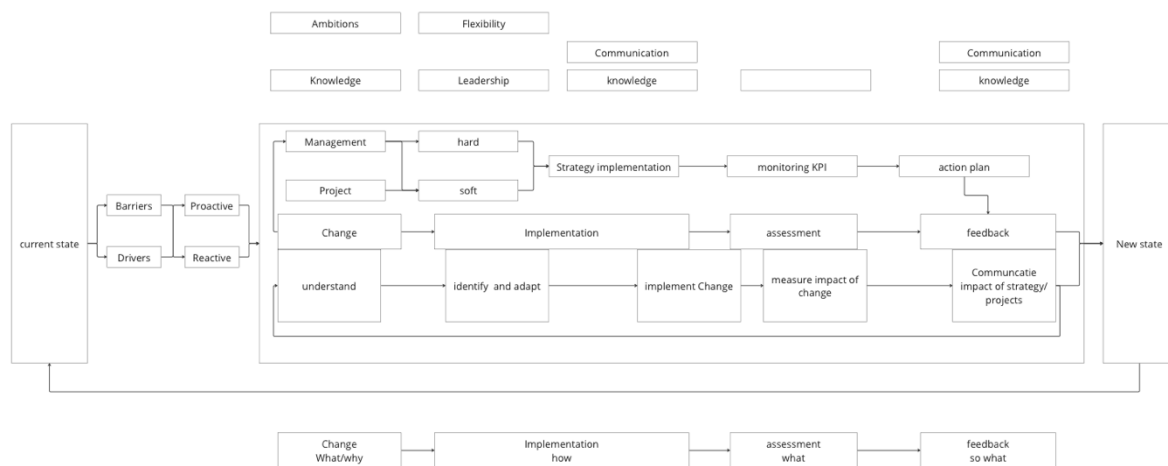 Ambitions
Flexibility
Communication
Communication
Knowledge
Leadership
knowledge
knowledge
Management
hard
Strategy implementation
monitoring KPI
action plan
Project
soft
Barriers
Proactive
current state
Drivers
Reactive
Change
Implementation
assessment
feedback
New state
understand
identify and adapt
implement Change
measure impact of
change
Communcatie
impact of strategy/
projects
Change
What/why
Implementation
how
assessment
what
feedback
so what